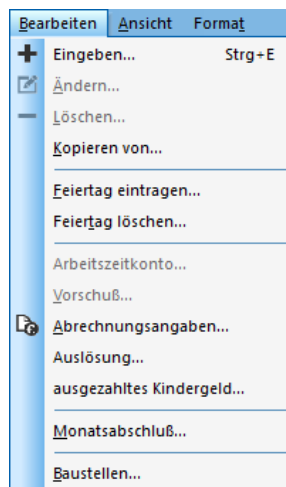 Bearbeiten Ansicht Format
Eingeben... Strg+E
Ändern...
Löschen...
Kopieren von...
Feiertag eintragen...
Feiertag löschen...
Arbeitszeitkonto...
Vorschuß...
Abrechnungsangaben...
Auslösung...
ausgezahltes Kindergeld...
Monatsabschluß...
Baustellen...